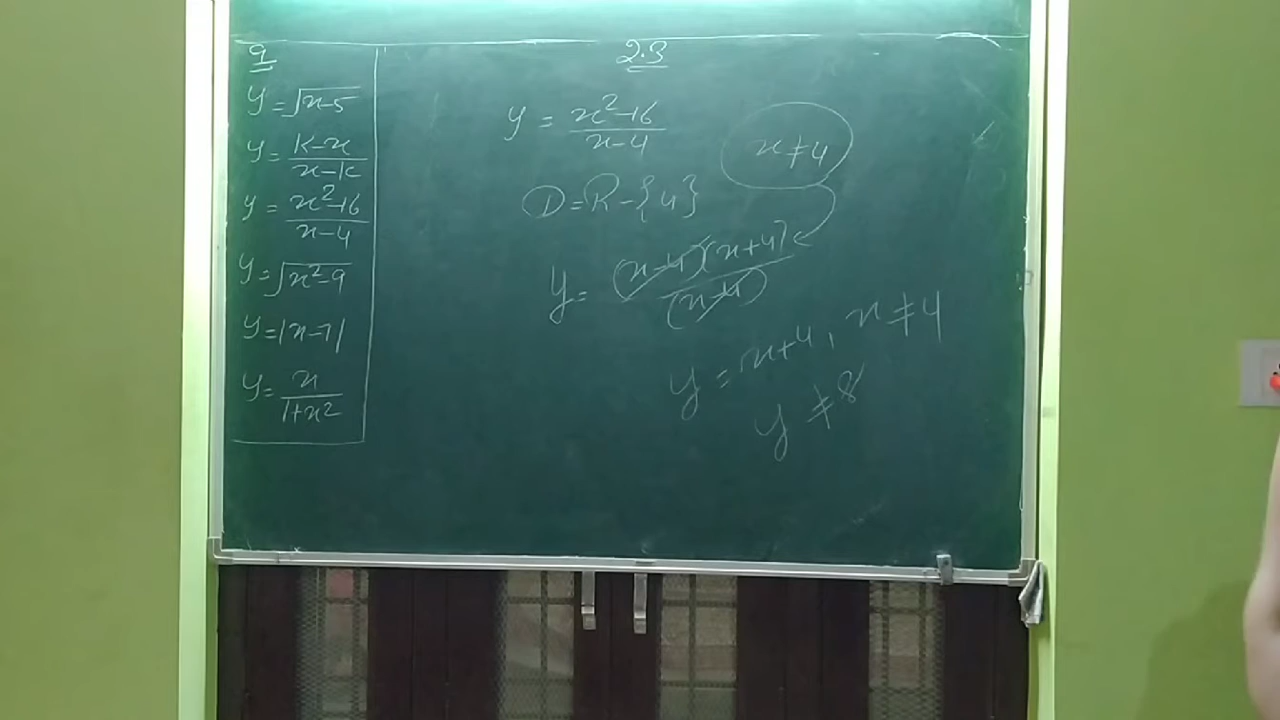 9
y = √x-5
y = K-x / x-k
y = x²-16 / x-4
y = √x²-9
y = |x-7|
y = x / 1+x²
2.3
y = x²-16 / x-4
x ≠ 4
D = R - {4}
y = (x-4)(x+4) / (x-4)
y = x+4, x ≠ 4
y ≠ 8